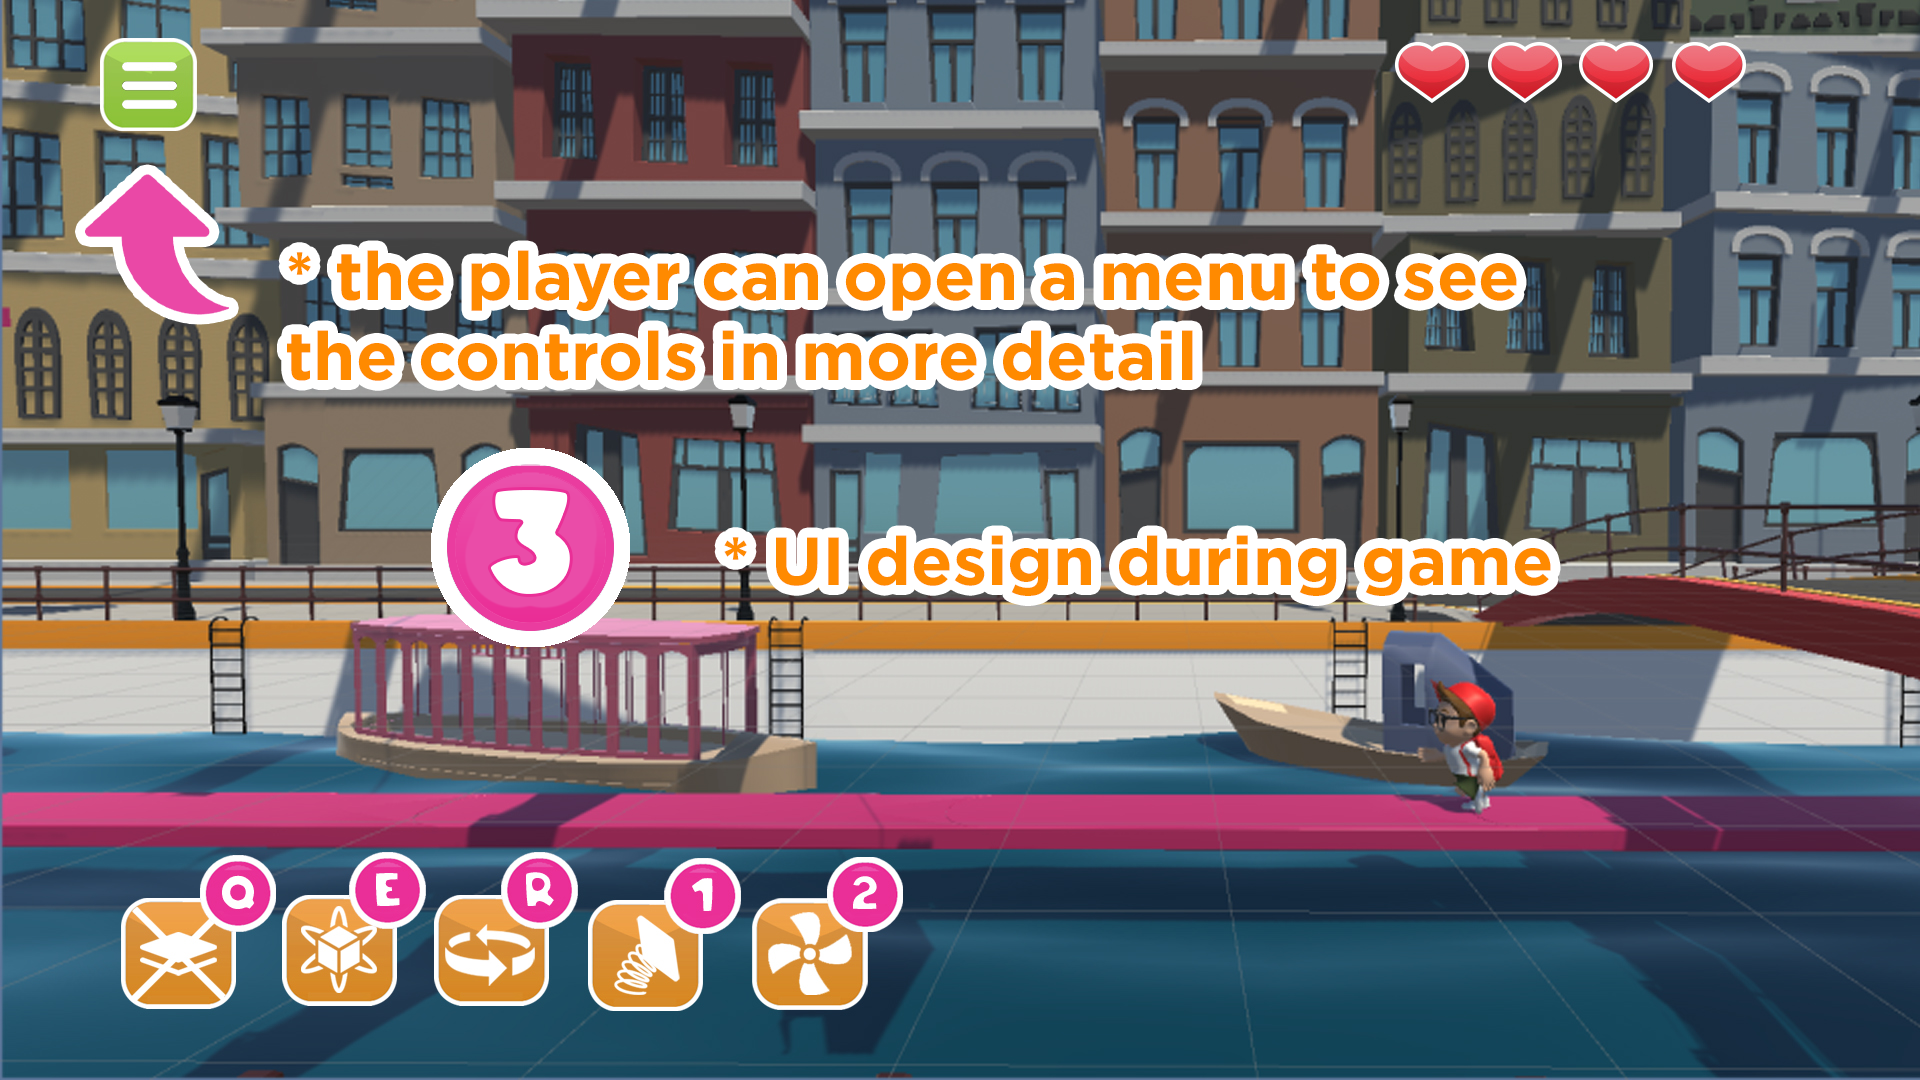 * the player can open a menu to see
the controls in more detail
3
* UI design during game
Q E R 1 2